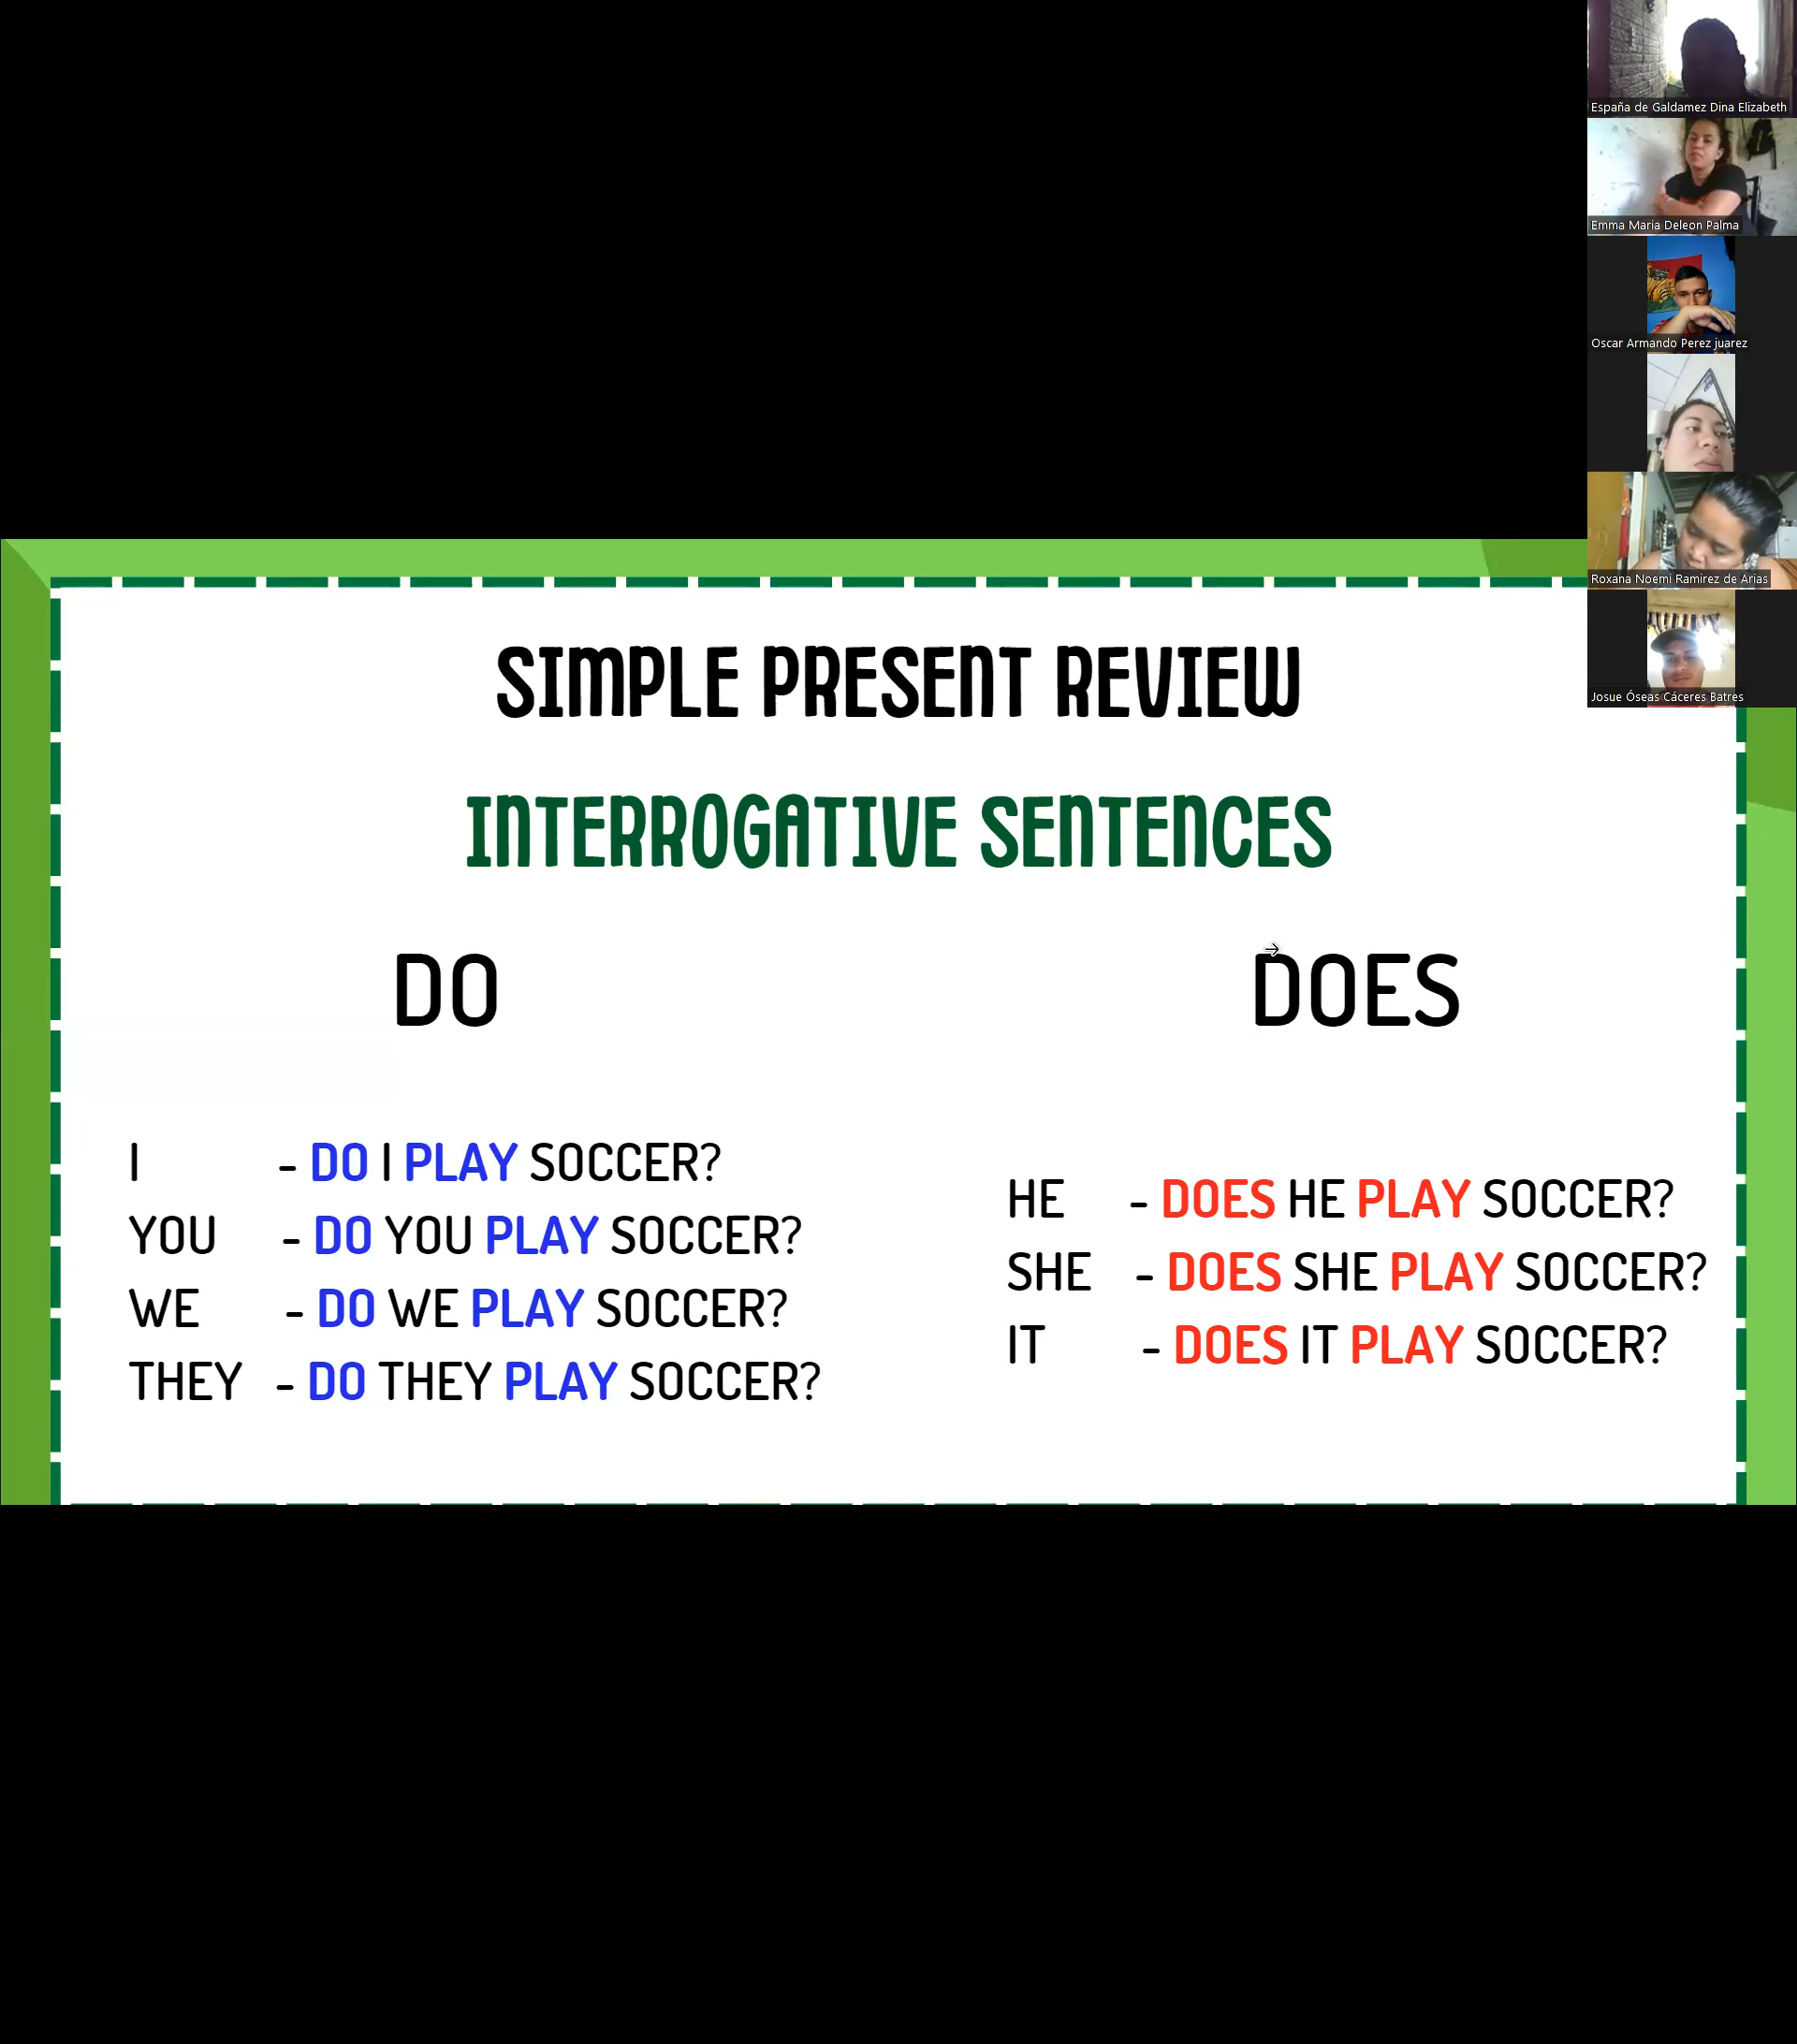 España de Galdamez Dina Elizabeth
Emma Maria Deleon Palma
Oscar Armando Perez juarez
Roxana Noemi Ramirez de Arias
Josue Óseas Cáceres Batres
SIMPLE PRESENT REVIEW
INTERROGATIVE SENTENCES
DO
I - DO I PLAY SOCCER?
YOU - DO YOU PLAY SOCCER?
WE - DO WE PLAY SOCCER?
THEY - DO THEY PLAY SOCCER?
DOES
HE - DOES HE PLAY SOCCER?
SHE - DOES SHE PLAY SOCCER?
IT - DOES IT PLAY SOCCER?